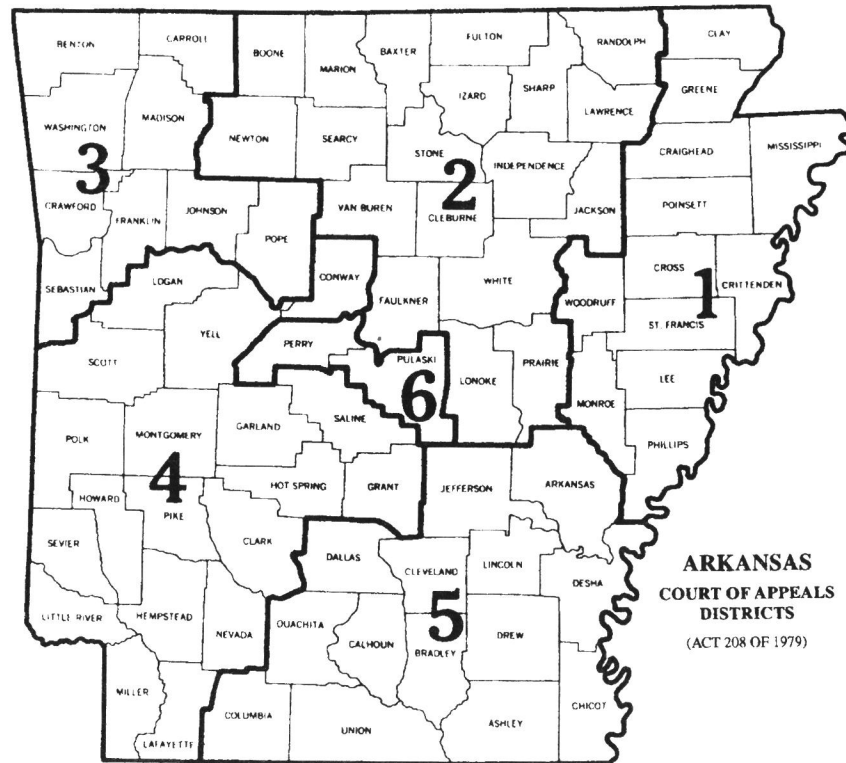 BENTON CARROLL BOONE MARION BAXTER FULTON RANDOLPH CLAY
IZARD SHARP GREENE
WASHINGTON MADISON NEWTON SEARCY STONE LAWRENCE
3 2 INDEPENDENCE CRAIGHEAD MISSISSIPPI
CRAWFORD FRANKLIN JOHNSON POPE VAN BUREN CLEBURNE JACKSON POINSETT
SEBASTIAN LOGAN CONWAY FAULKNER WHITE WOODRUFF CROSS 1 CRITTENDEN
YELL PERRY PULASKI ST. FRANCIS
SCOTT 6 LONOKE PRAIRIE MONROE LEE
POLK MONTGOMERY GARLAND SALINE PHILLIPS
4 HOT SPRING GRANT JEFFERSON ARKANSAS
HOWARD PIKE
SEVIER CLARK DALLAS CLEVELAND LINCOLN DESHA
LITTLE RIVER HEMPSTEAD NEVADA OUACHITA CALHOUN 5 BRADLEY DREW
MILLER LAFAYETTE COLUMBIA UNION ASHLEY CHICOT
ARKANSAS
COURT OF APPEALS
DISTRICTS
(ACT 208 OF 1979)